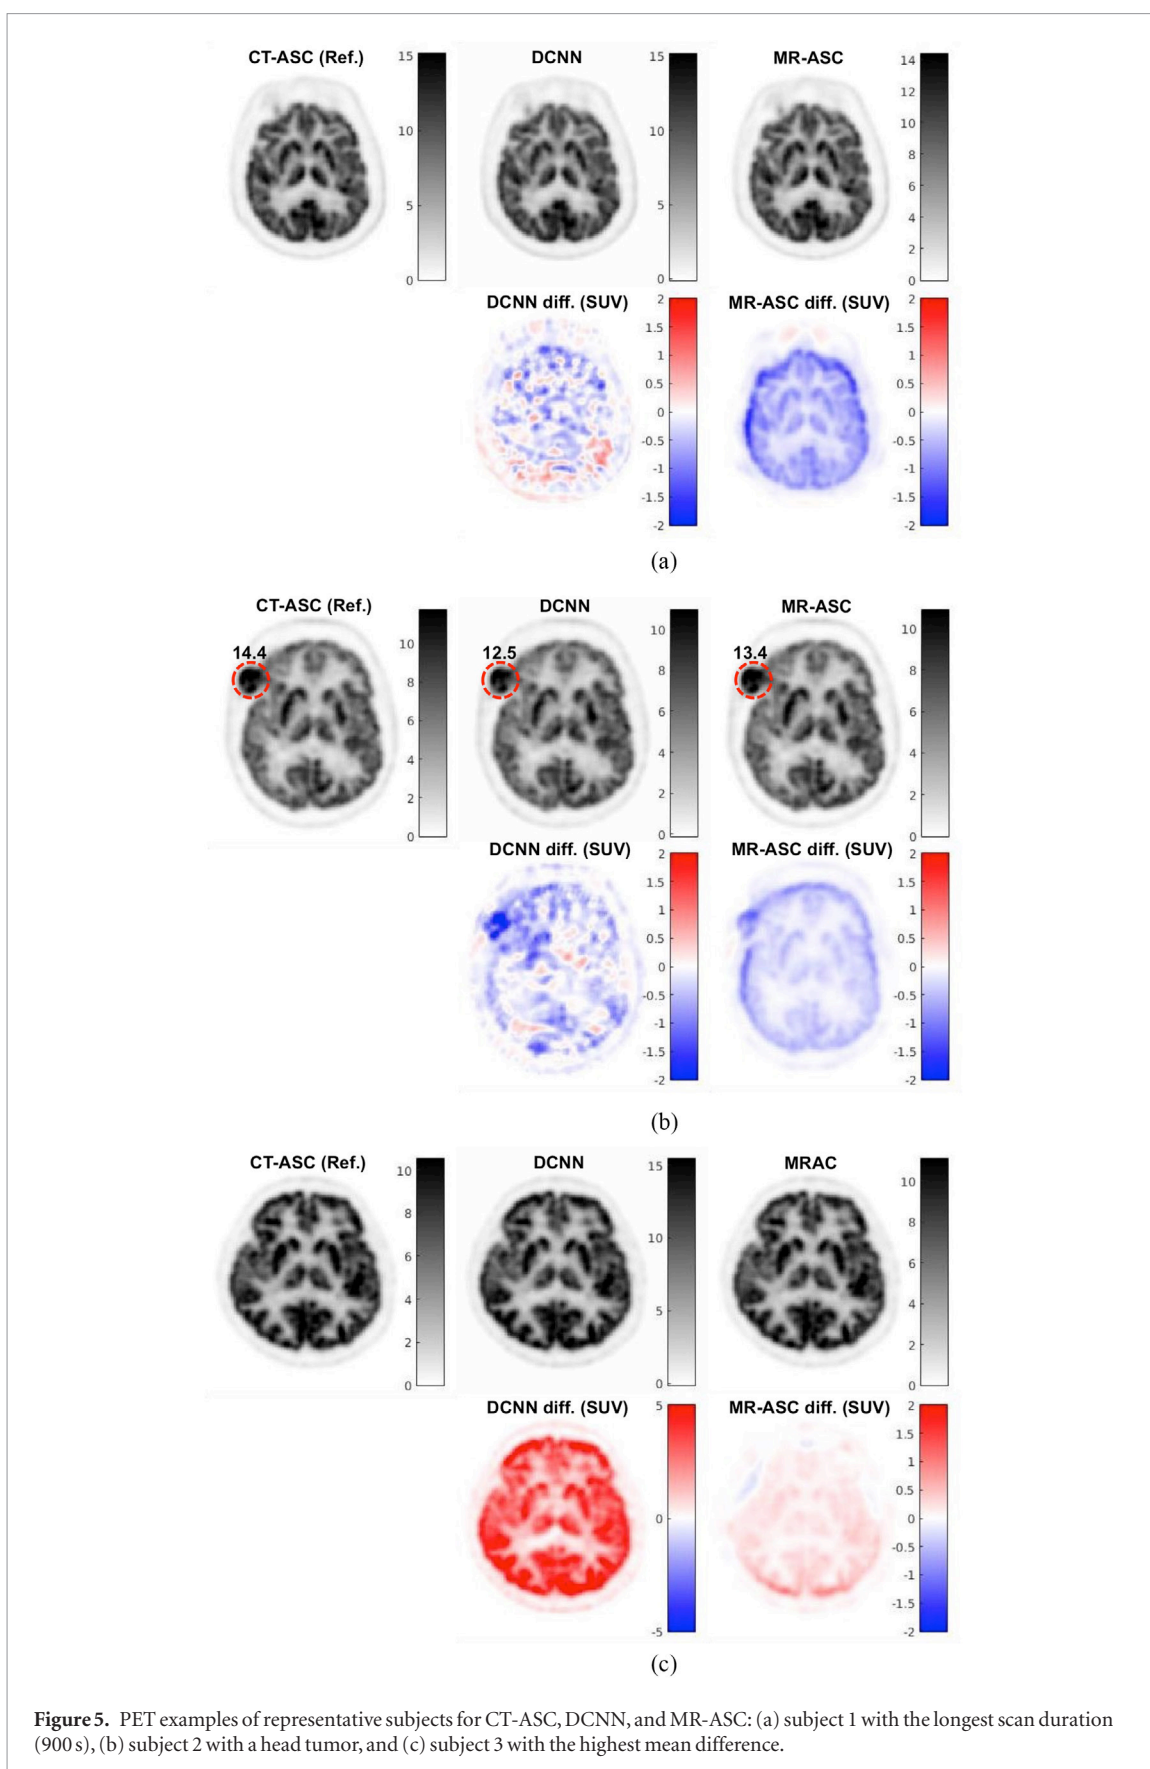 CT-ASC (Ref.) DCNN MR-ASC
15 10 5 0
15 10 5 0
14 12 10 8 6 4 2 0
DCNN diff. (SUV) MR-ASC diff. (SUV)
2 1.5 1 0.5 0 -0.5 -1 -1.5 -2
2 1.5 1 0.5 0 -0.5 -1 -1.5 -2
(a)
CT-ASC (Ref.) DCNN MR-ASC
14.4 12.5 13.4
10 8 6 4 2 0
10 8 6 4 2 0
10 8 6 4 2 0
DCNN diff. (SUV) MR-ASC diff. (SUV)
2 1.5 1 0.5 0 -0.5 -1 -1.5 -2
2 1.5 1 0.5 0 -0.5 -1 -1.5 -2
(b)
CT-ASC (Ref.) DCNN MRAC
10 8 6 4 2 0
15 10 5 0
10 8 6 4 2 0
DCNN diff. (SUV) MR-ASC diff. (SUV)
5 0 -5
2 1.5 1 0.5 0 -0.5 -1 -1.5 -2
(c)
Figure 5. PET examples of representative subjects for CT-ASC, DCNN, and MR-ASC: (a) subject 1 with the longest scan duration
(900 s), (b) subject 2 with a head tumor, and (c) subject 3 with the highest mean difference.